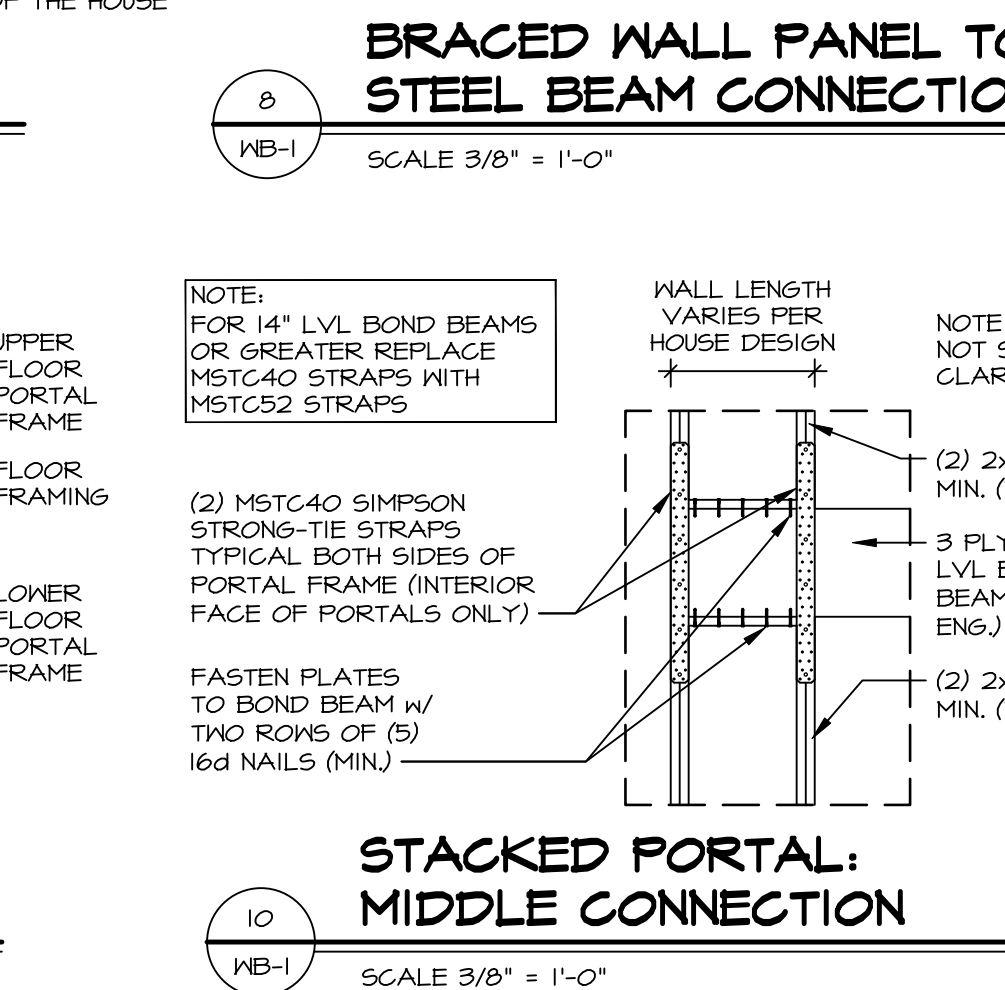 OF THE HOUSE
BRACED WALL PANEL TO
STEEL BEAM CONNECTIO
8
WB-1
SCALE 3/8" = 1'-0"
NOTE:
FOR 14" LVL BOND BEAMS
OR GREATER REPLACE
MSTC40 STRAPS WITH
MSTC52 STRAPS
WALL LENGTH
VARIES PER
HOUSE DESIGN
NOTE
NOT S
CLAR
UPPER
FLOOR
PORTAL
FRAME
FLOOR
FRAMING
LOWER
FLOOR
PORTAL
FRAME
(2) MSTC40 SIMPSON
STRONG-TIE STRAPS
TYPICAL BOTH SIDES OF
PORTAL FRAME (INTERIOR
FACE OF PORTALS ONLY)
FASTEN PLATES
TO BOND BEAM w/
TWO ROWS OF (5)
16d NAILS (MIN.)
(2) 2x
MIN. (
3 PLY
LVL B
BEAM
ENG.)
(2) 2x
MIN. (
STACKED PORTAL:
MIDDLE CONNECTION
10
WB-1
SCALE 3/8" = 1'-0"